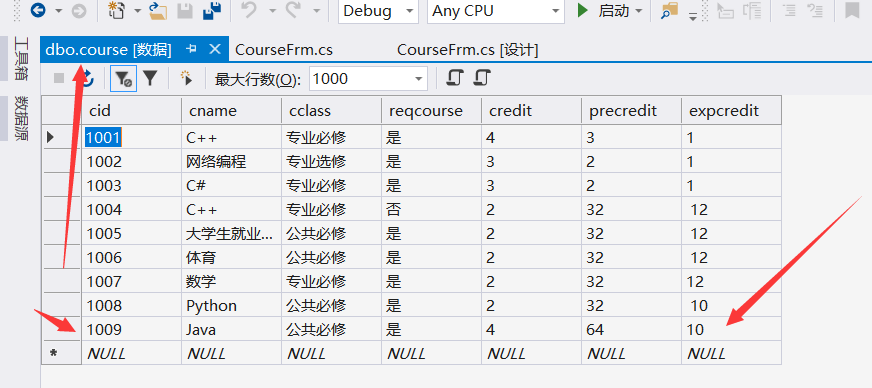 Debug Any CPU 启动
dbo.course [数据] CourseFrm.cs CourseFrm.cs [设计]
工具箱
数据源
最大行数(O): 1000
cid cname cclass reqcourse credit precredit expcredit
1001 C++ 专业必修 是 4 3 1
1002 网络编程 专业选修 是 3 2 1
1003 C# 专业必修 是 3 2 1
1004 C++ 专业必修 否 2 32 12
1005 大学生就业... 公共必修 是 2 32 12
1006 体育 公共必修 是 2 32 12
1007 数学 专业必修 是 2 32 12
1008 Python 公共必修 是 2 32 10
1009 Java 公共必修 是 4 64 10
NULL NULL NULL NULL NULL NULL NULL